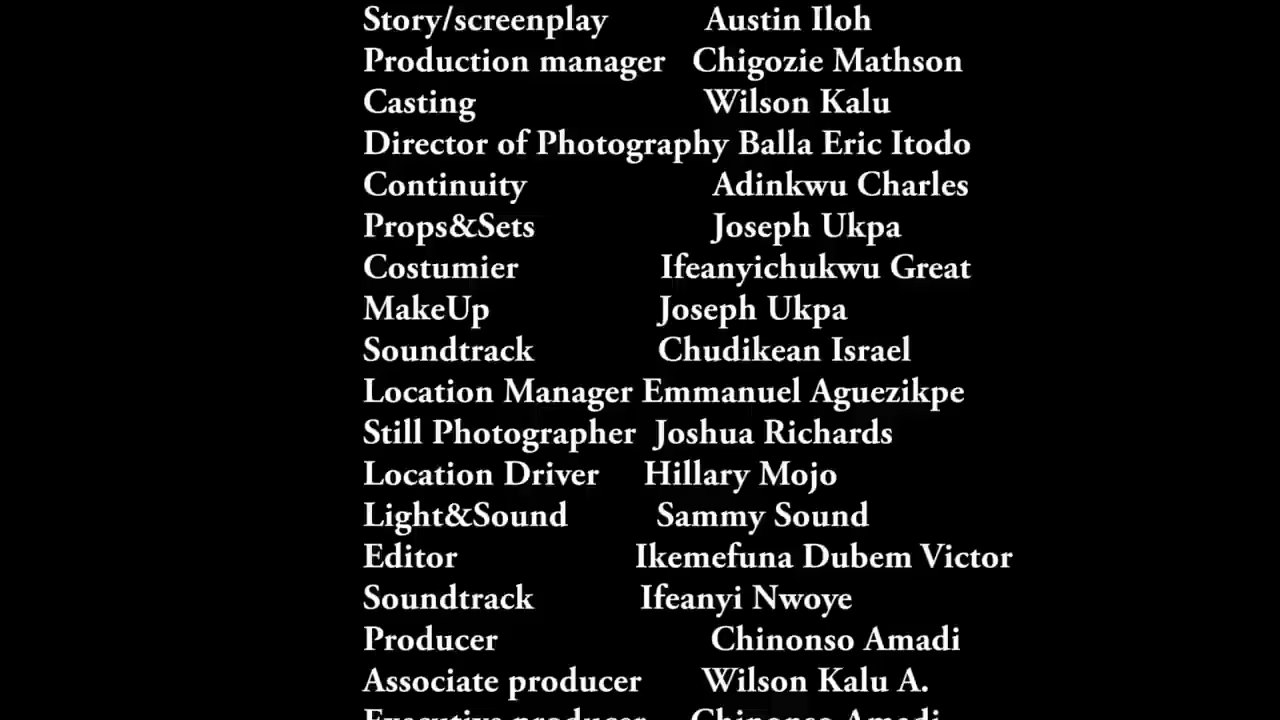 Story/screenplay Austin Iloh
Production manager Chigozie Mathson
Casting Wilson Kalu
Director of Photography Balla Eric Itodo
Continuity Adinkwu Charles
Props&Sets Joseph Ukpa
Costumier Ifeanyichukwu Great
MakeUp Joseph Ukpa
Soundtrack Chudikean Israel
Location Manager Emmanuel Aguezikpe
Still Photographer Joshua Richards
Location Driver Hillary Mojo
Light&Sound Sammy Sound
Editor Ikemefuna Dubem Victor
Soundtrack Ifeanyi Nwoye
Producer Chinonso Amadi
Associate producer Wilson Kalu A.
Executive producer Chinonso Amadi